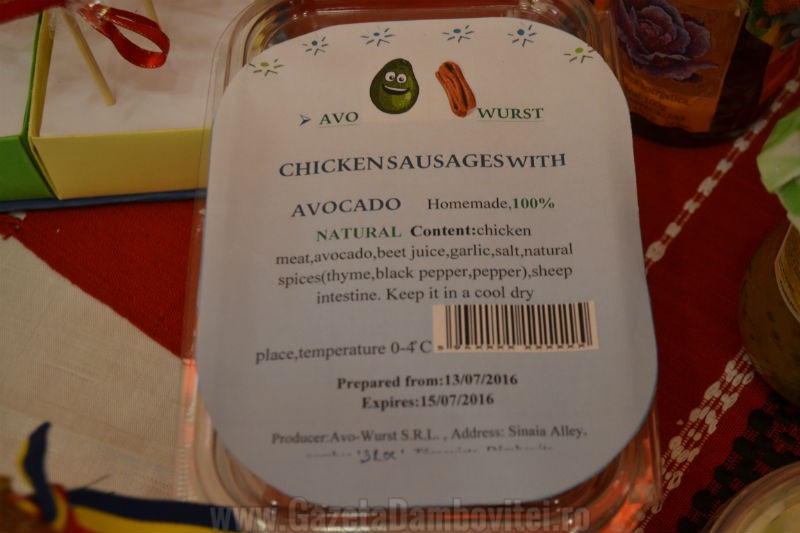 AVO WURST
CHICKEN SAUSAGES WITH
AVOCADO Homemade,100%
NATURAL Content:chicken
meat,avocado,beet juice,garlic,salt,natural
spices(thyme,black pepper,pepper),sheep
intestine. Keep it in a cool dry
place,temperature 0-4°C
Prepared from:13/07/2016
Expires:15/07/2016
Producer:Avo-Wurst S.R.L. , Address: Sinaia Alley,
www.GazetaDambovitei.ro